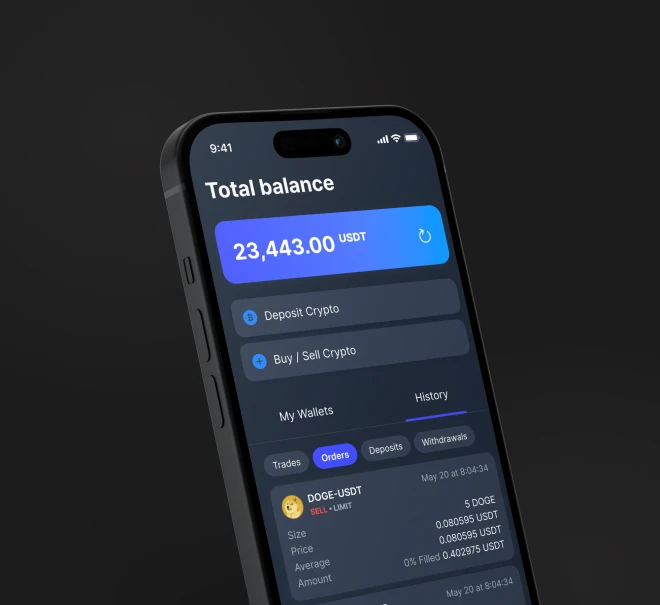 9:41
Total balance
23,443.00 USDT
Deposit Crypto
Buy / Sell Crypto
My Wallets History
Trades Orders Deposits Withdrawals
DOGE-USDT May 20 at 8:04:34
SELL • LIMIT
Size 5 DOGE
Price 0.080595 USDT
Average 0.080595 USDT
Amount 0% Filled 0.402975 USDT
May 20 at 8:04:34